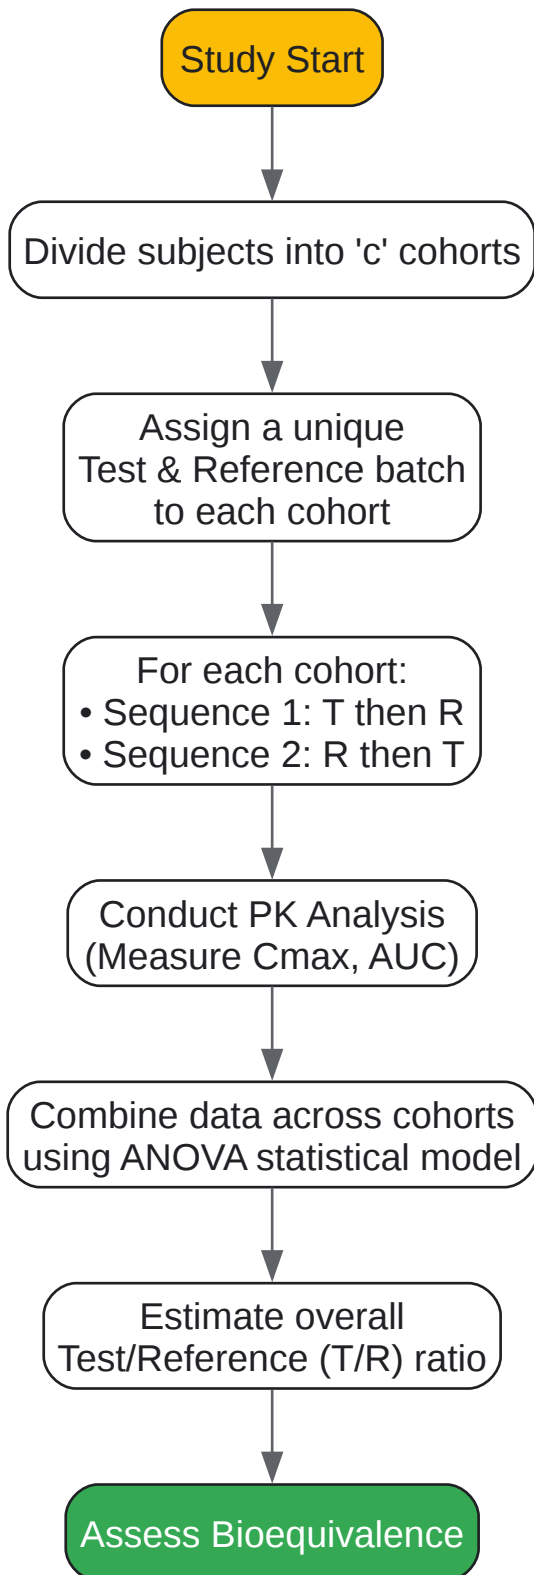 Study Start
Divide subjects into 'c' cohorts
Assign a unique
Test & Reference batch
to each cohort
For each cohort:
• Sequence 1: T then R
• Sequence 2: R then T
Conduct PK Analysis
(Measure Cmax, AUC)
Combine data across cohorts
using ANOVA statistical model
Estimate overall
Test/Reference (T/R) ratio
Assess Bioequivalence